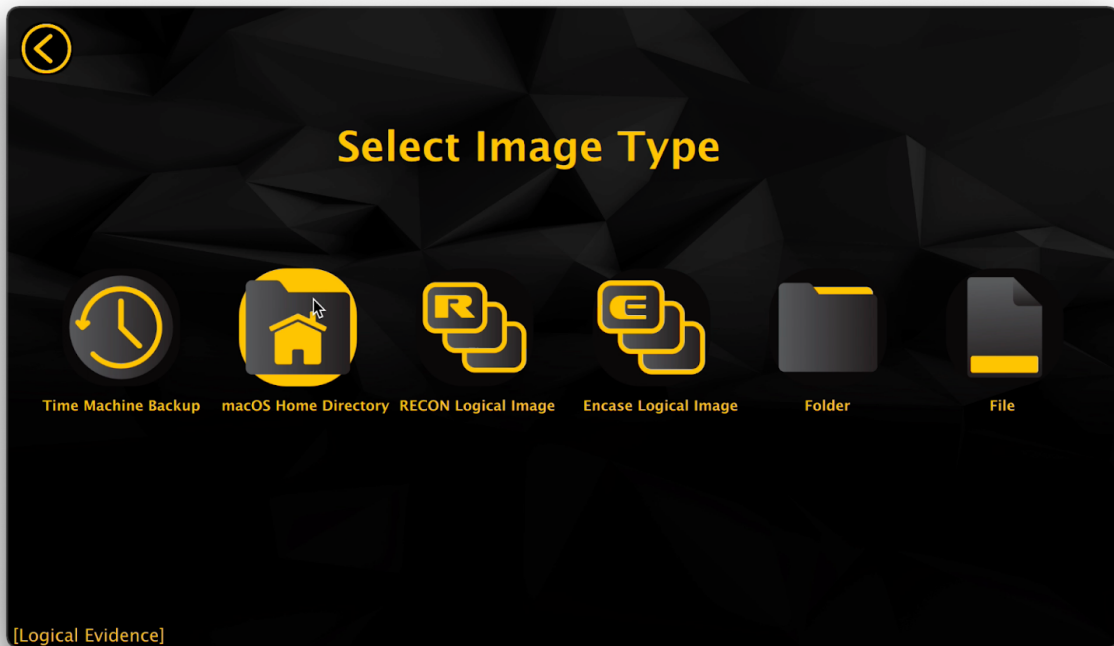 Select Image Type
R
E
Time Machine Backup
macOS Home Directory
RECON Logical Image
Encase Logical Image
Folder
File
[Logical Evidence]